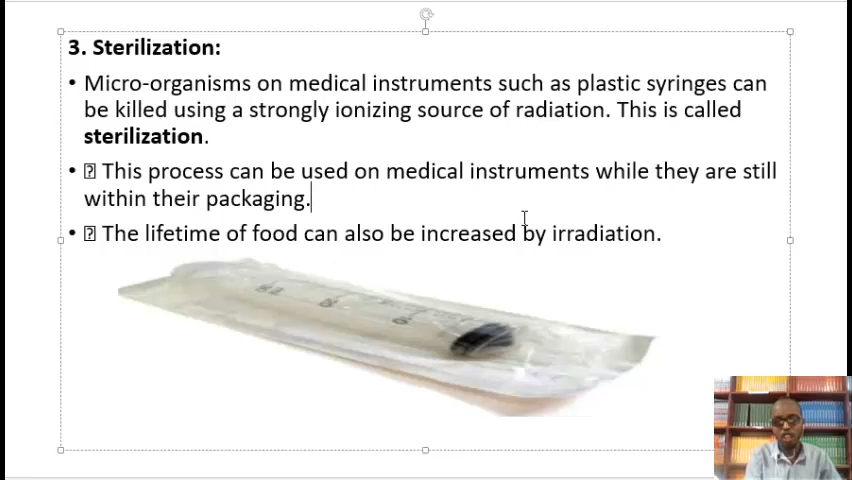 3. Sterilization:
• Micro-organisms on medical instruments such as plastic syringes can
be killed using a strongly ionizing source of radiation. This is called
sterilization.
• ⍰ This process can be used on medical instruments while they are still
within their packaging.
• ⍰ The lifetime of food can also be increased by irradiation.